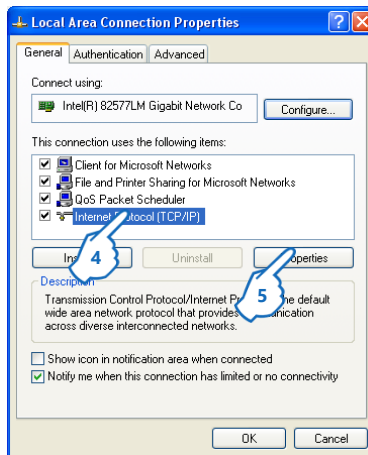 Local Area Connection Properties
General Authentication Advanced
Connect using:
Intel(R) 82577LM Gigabit Network Co
Configure...
This connection uses the following items:
Client for Microsoft Networks
File and Printer Sharing for Microsoft Networks
QoS Packet Scheduler
Internet (TCP/IP)
4
Uninstall
5
Description
Transmission Control Protocol/Internet default
wide area network protocol that provides
across diverse interconnected networks.
Show icon in notification area when connected
Notify me when this connection has limited or no connectivity
OK Cancel